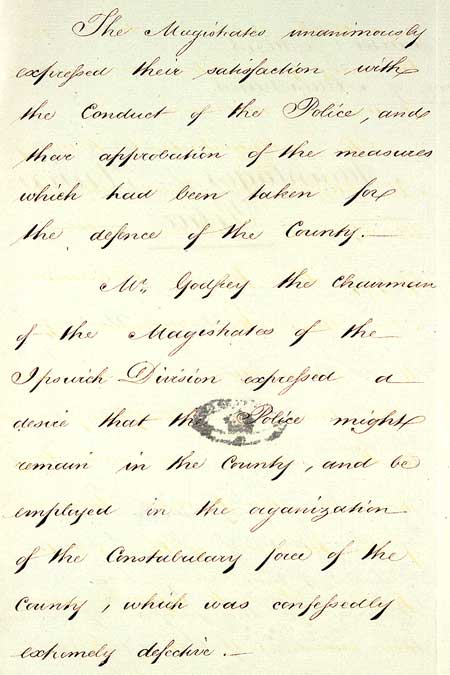 The Magistrates unanimously
expressed their satisfaction with
the Conduct of the Police, and
their approbation of the measures
which had been taken for
the defence of the County. —
Mr. Godfrey the Chairman
of the Magistrates of the
Ipswich Division expressed a
desire that the Police might
remain in the County, and be
employed in the organization
of the Constabulary force of the
County, which was confessedly
extremely defective. —